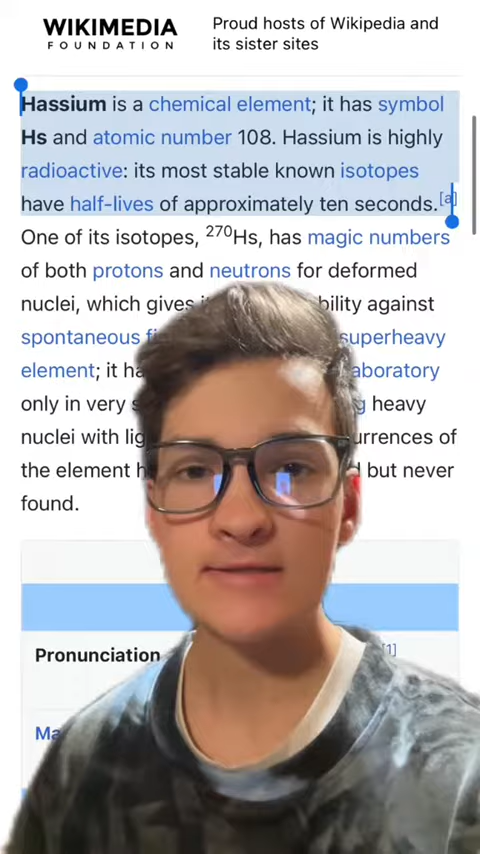 WIKIMEDIA
FOUNDATION
Proud hosts of Wikipedia and
its sister sites
Hassium is a chemical element; it has symbol
Hs and atomic number 108. Hassium is highly
radioactive: its most stable known isotopes
have half-lives of approximately ten seconds.[a]
One of its isotopes, ²⁷⁰Hs, has magic numbers
of both protons and neutrons for deformed
nuclei, which gives bility against
spontaneous superheavy
element; it aboratory
only in very heavy
nuclei with urrences of
the element but never
found.
Pronunciation [1]